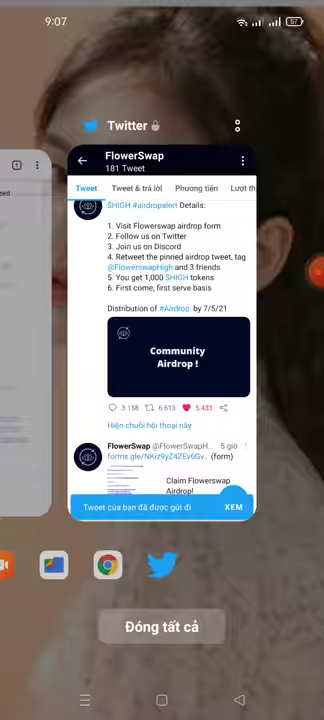 9:07
57
Twitter
zed
1
FlowerSwap
181 Tweet
Tweet
Tweet & trả lời
Phương tiện
Lượt th
$HIGH #airdropalert Details:
1. Visit Flowerswap airdrop form
2. Follow us on Twitter
3. Join us on Discord
4. Retweet the pinned airdrop tweet, tag
@FlowerswapHigh and 3 friends
5. You get 1,000 $HIGH tokens
6. First come, first serve basis
Distribution of #Airdrop by 7/5/21
Community
Airdrop !
3.158
6.613
5.433
Hiện chuỗi hội thoại này
FlowerSwap @FlowerSwapH.. 5 giờ
forms.gle/NKiz9yZ4ZEv6Gv.. (form)
Claim Flowerswap
Airdrop!
Tweet của bạn đã được gửi đi XEM
Đóng tất cả